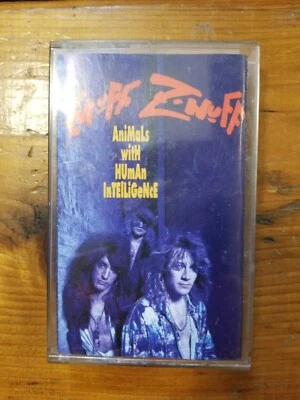 EnUFF Z'NUFF
AniMaLs
witH
HUmAn
InTElLiGeNcE